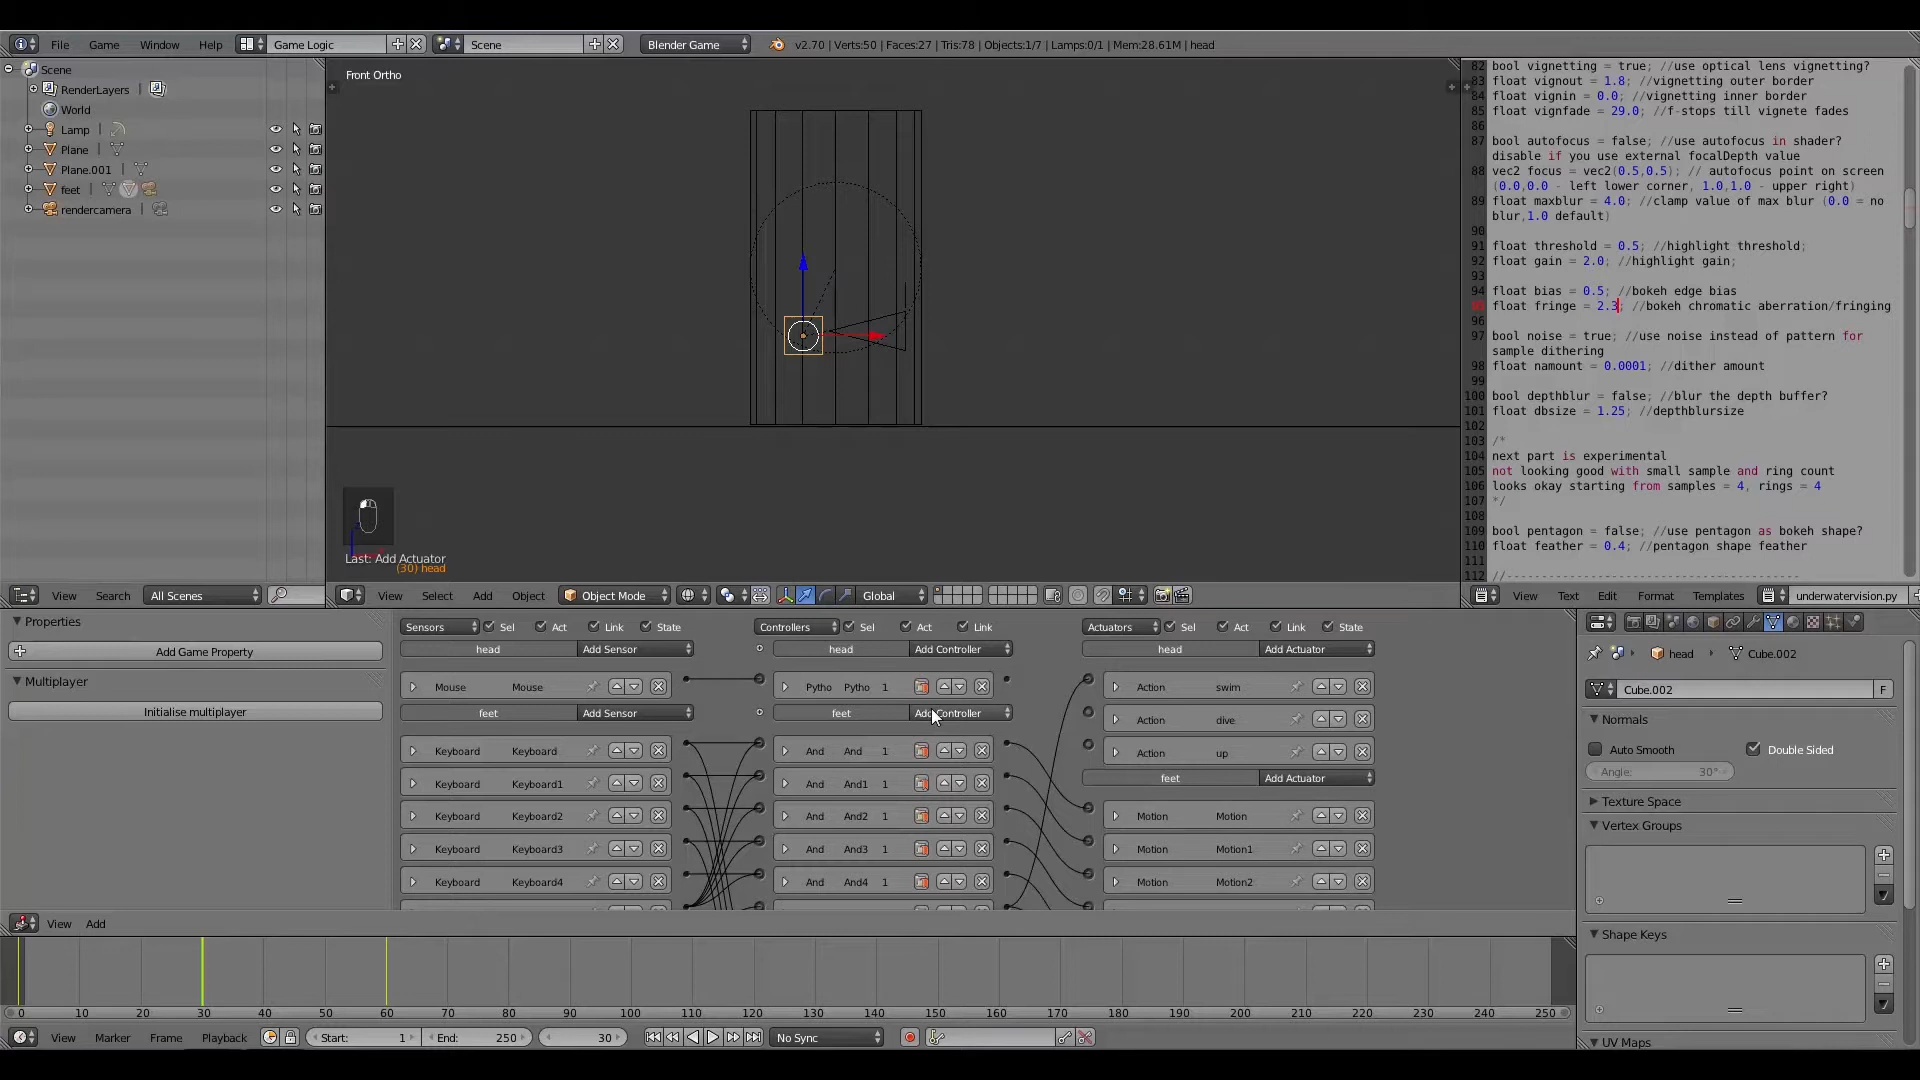 File Game Window Help Game Logic Scene Blender Game v2.70 | Verts:50 | Faces:27 | Tris:78 | Objects:1/7 | Lamps:0/1 | Mem:28.61M | head
Scene
RenderLayers |
World
Lamp |
Plane |
Plane.001 |
feet |
rendercamera |
View Search All Scenes
Front Ortho
Last: Add Actuator
(30) head
View Select Add Object Object Mode Global
82 bool vignetting = true; //use optical lens vignetting?
83 float vignout = 1.8; //vignetting outer border
84 float vignin = 0.0; //vignetting inner border
85 float vignfade = 29.0; //f-stops till vignete fades
86
87 bool autofocus = false; //use autofocus in shader?
disable if you use external focalDepth value
88 vec2 focus = vec2(0.5,0.5); // autofocus point on screen
(0.0,0.0 - left lower corner, 1.0,1.0 - upper right)
89 float maxblur = 4.0; //clamp value of max blur (0.0 = no
blur,1.0 default)
90
91 float threshold = 0.5; //highlight threshold;
92 float gain = 2.0; //highlight gain;
93
94 float bias = 0.5; //bokeh edge bias
95 float fringe = 2.3; //bokeh chromatic aberration/fringing
96
97 bool noise = true; //use noise instead of pattern for
sample dithering
98 float namount = 0.0001; //dither amount
99
100 bool depthblur = false; //blur the depth buffer?
101 float dbsize = 1.25; //depthblursize
102
103 /*
104 next part is experimental
105 not looking good with small sample and ring count
106 looks okay starting from samples = 4, rings = 4
107 */
108
109 bool pentagon = false; //use pentagon as bokeh shape?
110 float feather = 0.4; //pentagon shape feather
111
112 //------------------------------------------
View Text Edit Format Templates underwatervision.py
Properties
Add Game Property
Multiplayer
Initialise multiplayer
Sensors Sel Act Link State
head Add Sensor
Mouse Mouse
feet Add Sensor
Keyboard Keyboard
Keyboard Keyboard1
Keyboard Keyboard2
Keyboard Keyboard3
Keyboard Keyboard4
Controllers Sel Act Link
head Add Controller
Pytho Pytho 1
feet Add Controller
And And 1
And And1 1
And And2 1
And And3 1
And And4 1
Actuators Sel Act Link State
head Add Actuator
Action swim
Action dive
Action up
feet Add Actuator
Motion Motion
Motion Motion1
Motion Motion2
View Add
head Cube.002
Cube.002 F
Normals
Auto Smooth Double Sided
Angle: 30°
Texture Space
Vertex Groups
Shape Keys
UV Maps
0 10 20 30 40 50 60 70 80 90 100 110 120 130 140 150 160 170 180 190 200 210 220 230 240 250
View Marker Frame Playback Start: 1 End: 250 30 No Sync